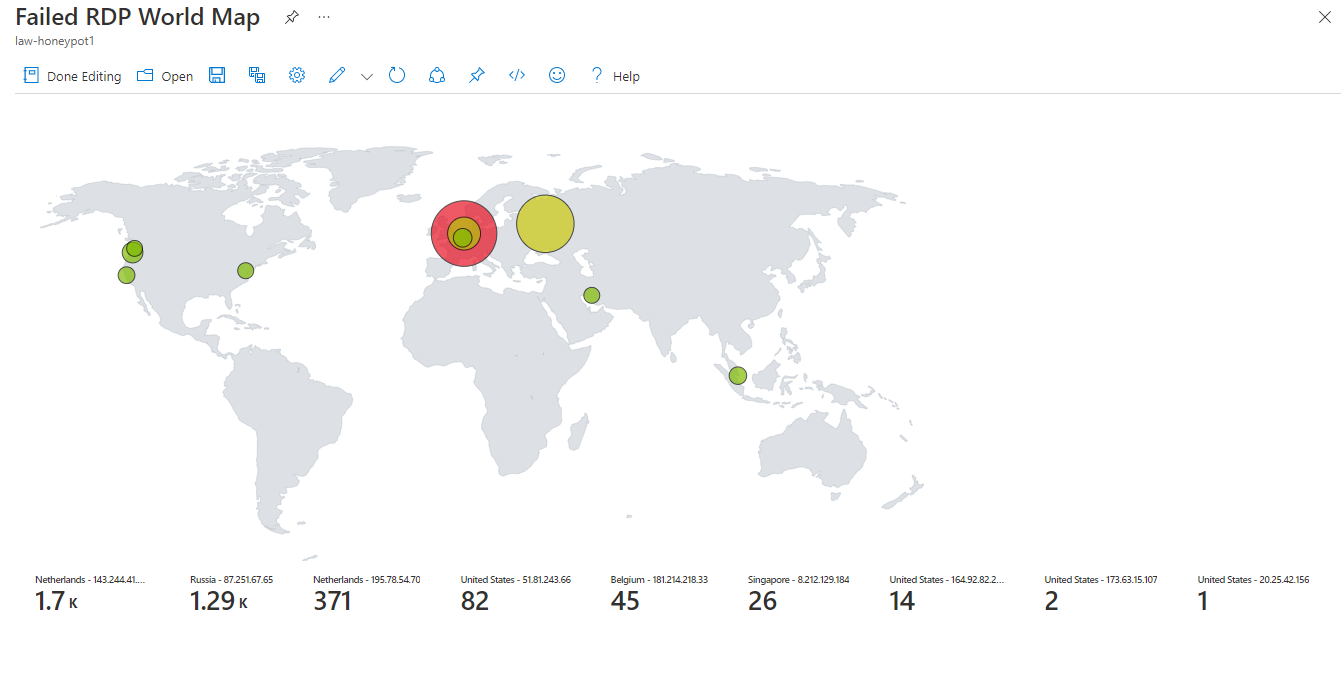 Failed RDP World Map
law-honeypot1
Done Editing Open Help
Netherlands - 143.244.41.... Russia - 87.251.67.65 Netherlands - 195.78.54.70 United States - 51.81.243.66 Belgium - 181.214.218.33 Singapore - 8.212.129.184 United States - 164.92.82.2... United States - 173.63.15.107 United States - 20.25.42.156
1.7 K 1.29 K 371 82 45 26 14 2 1